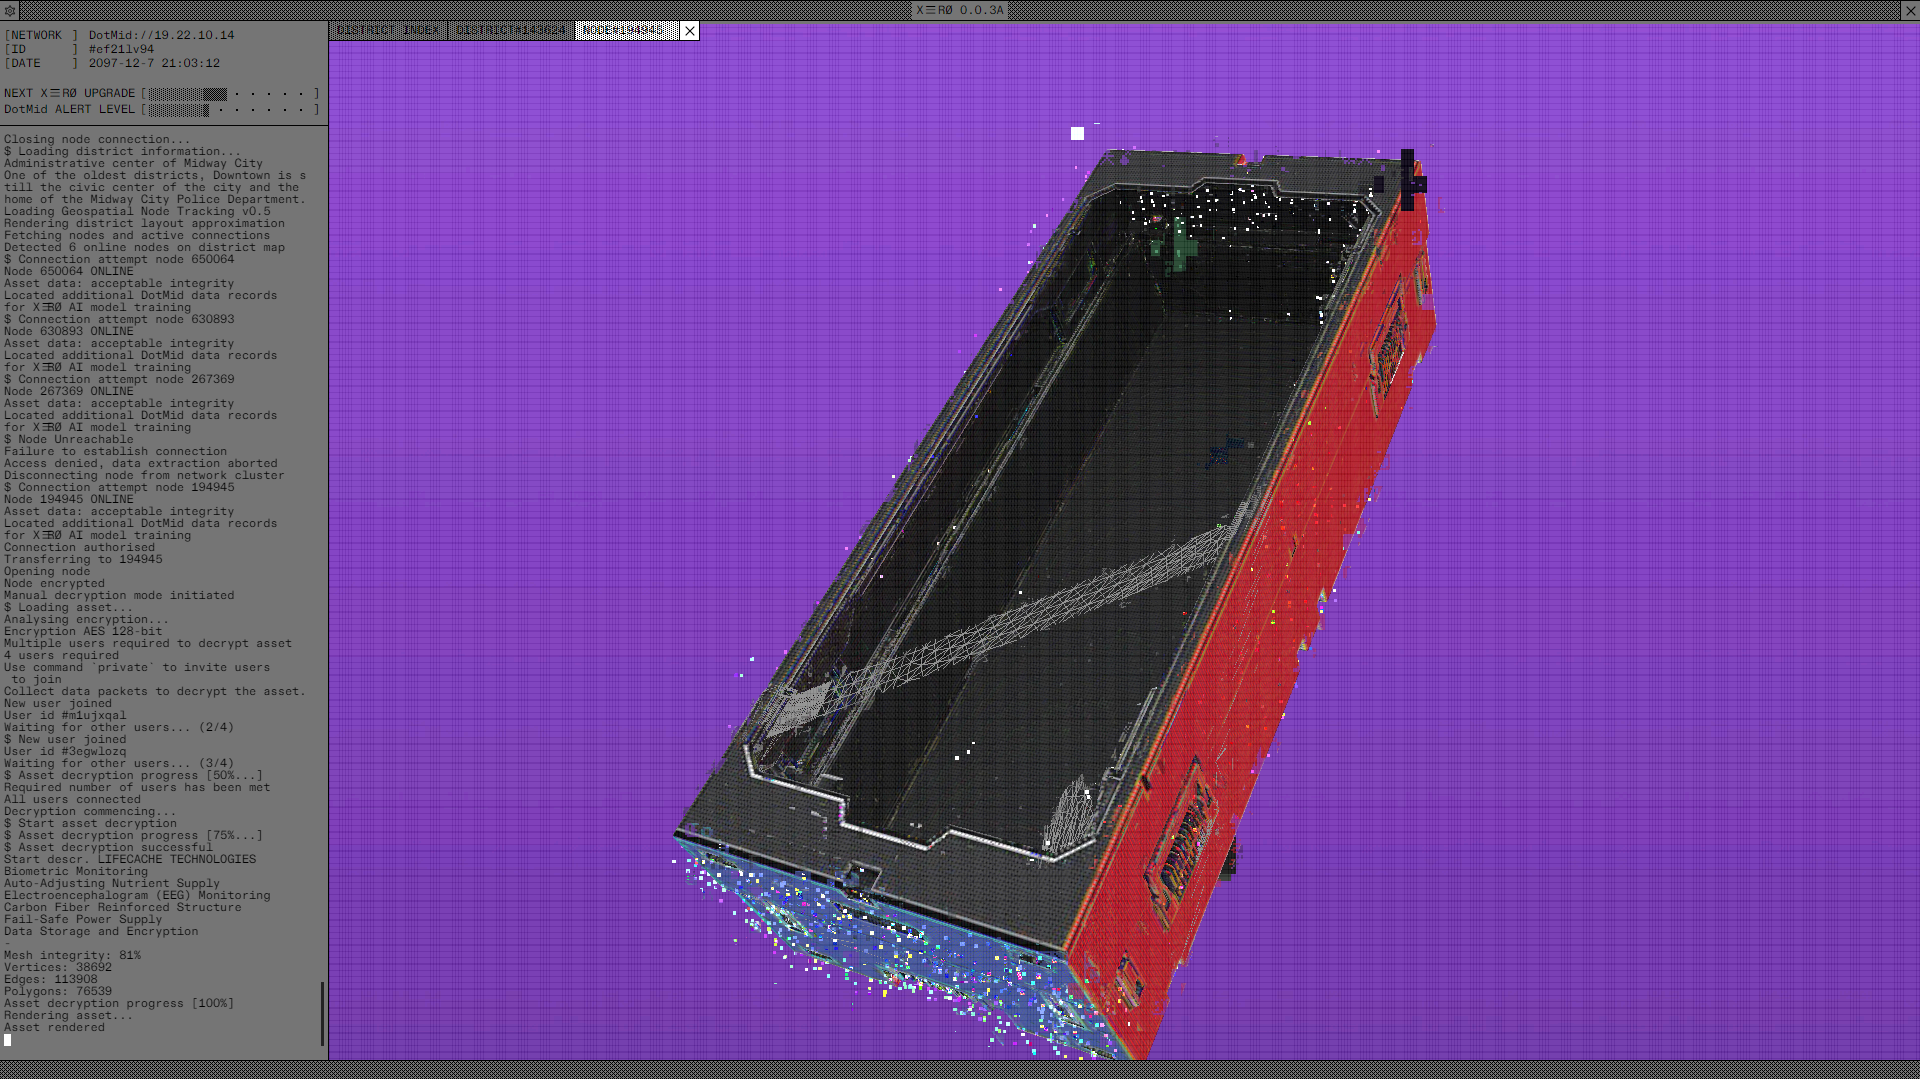 X☰RØ 0.0.3A
[NETWORK ] DotMid://19.22.10.14
[ID ] #ef21lv94
[DATE ] 2097-12-7 21:03:12
NEXT X☰RØ UPGRADE [ · · · · · ]
DotMid ALERT LEVEL [ · · · · · · ]
DISTRICT INDEX
DISTRICT#143624
NODE#194945
Closing node connection...
$ Loading district information...
Administrative center of Midway City
One of the oldest districts, Downtown is s
till the civic center of the city and the
home of the Midway City Police Department.
Loading Geospatial Node Tracking v0.5
Rendering district layout approximation
Fetching nodes and active connections
Detected 6 online nodes on district map
$ Connection attempt node 650064
Node 650064 ONLINE
Asset data: acceptable integrity
Located additional DotMid data records
for X☰RØ AI model training
$ Connection attempt node 630893
Node 630893 ONLINE
Asset data: acceptable integrity
Located additional DotMid data records
for X☰RØ AI model training
$ Connection attempt node 267369
Node 267369 ONLINE
Asset data: acceptable integrity
Located additional DotMid data records
for X☰RØ AI model training
$ Node Unreachable
Failure to establish connection
Access denied, data extraction aborted
Disconnecting node from network cluster
$ Connection attempt node 194945
Node 194945 ONLINE
Asset data: acceptable integrity
Located additional DotMid data records
for X☰RØ AI model training
Connection authorised
Transferring to 194945
Opening node
Node encrypted
Manual decryption mode initiated
$ Loading asset...
Analysing encryption...
Encryption AES 128-bit
Multiple users required to decrypt asset
4 users required
Use command `private` to invite users
to join
Collect data packets to decrypt the asset.
New user joined
User id #m1ujxqal
Waiting for other users... (2/4)
$ New user joined
User id #3egwlozq
Waiting for other users... (3/4)
$ Asset decryption progress [50%...]
Required number of users has been met
All users connected
Decryption commencing...
$ Start asset decryption
$ Asset decryption progress [75%...]
$ Asset decryption successful
Start descr. LIFECACHE TECHNOLOGIES
Biometric Monitoring
Auto-Adjusting Nutrient Supply
Electroencephalogram (EEG) Monitoring
Carbon Fiber Reinforced Structure
Fail-Safe Power Supply
Data Storage and Encryption
-
Mesh integrity: 81%
Vertices: 38692
Edges: 113908
Polygons: 76539
Asset decryption progress [100%]
Rendering asset...
Asset rendered